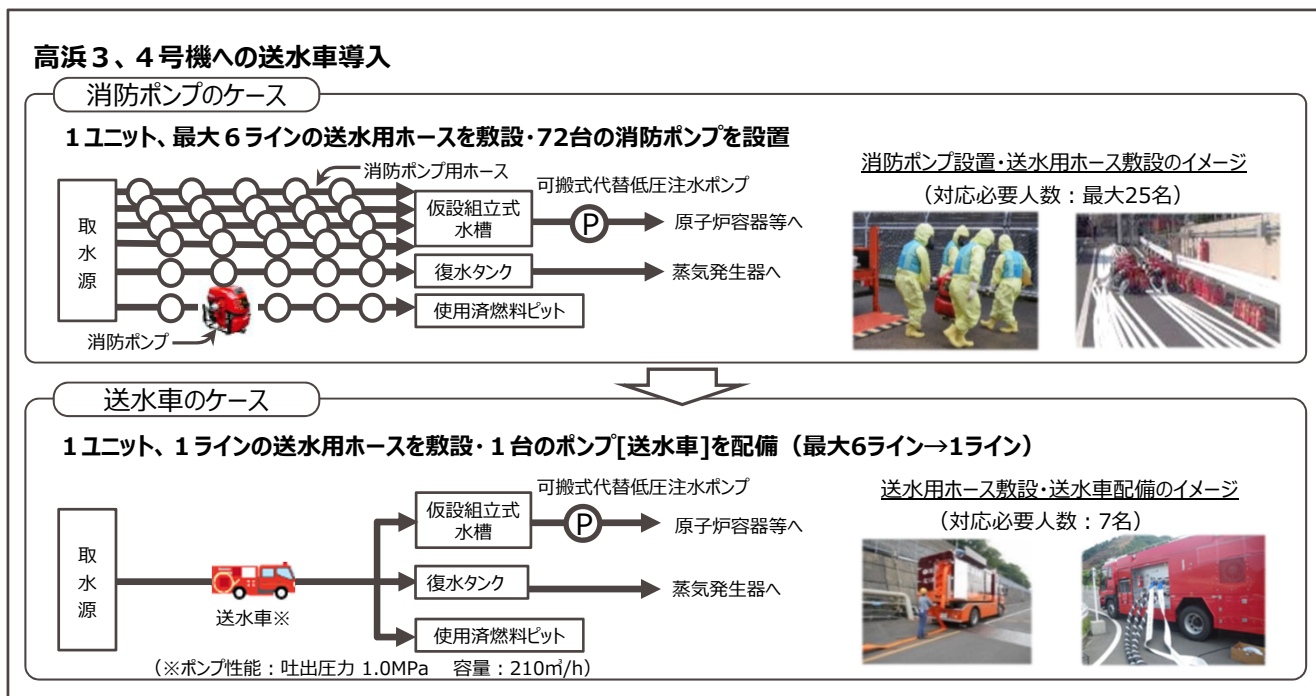 高浜３、４号機への送水車導入
消防ポンプのケース
１ユニット、最大６ラインの送水用ホースを敷設・72台の消防ポンプを設置
消防ポンプ用ホース
取水源
仮設組立式
水槽
可搬式代替低圧注水ポンプ
P
原子炉容器等へ
復水タンク
蒸気発生器へ
使用済燃料ピット
消防ポンプ
消防ポンプ設置・送水用ホース敷設のイメージ
（対応必要人数：最大25名）
送水車のケース
１ユニット、１ラインの送水用ホースを敷設・１台のポンプ[送水車]を配備（最大6ライン→1ライン）
取水源
送水車※
仮設組立式
水槽
可搬式代替低圧注水ポンプ
P
原子炉容器等へ
復水タンク
蒸気発生器へ
使用済燃料ピット
（※ポンプ性能：吐出圧力 1.0MPa　容量：210㎥/h）
送水用ホース敷設・送水車配備のイメージ
（対応必要人数：7名）